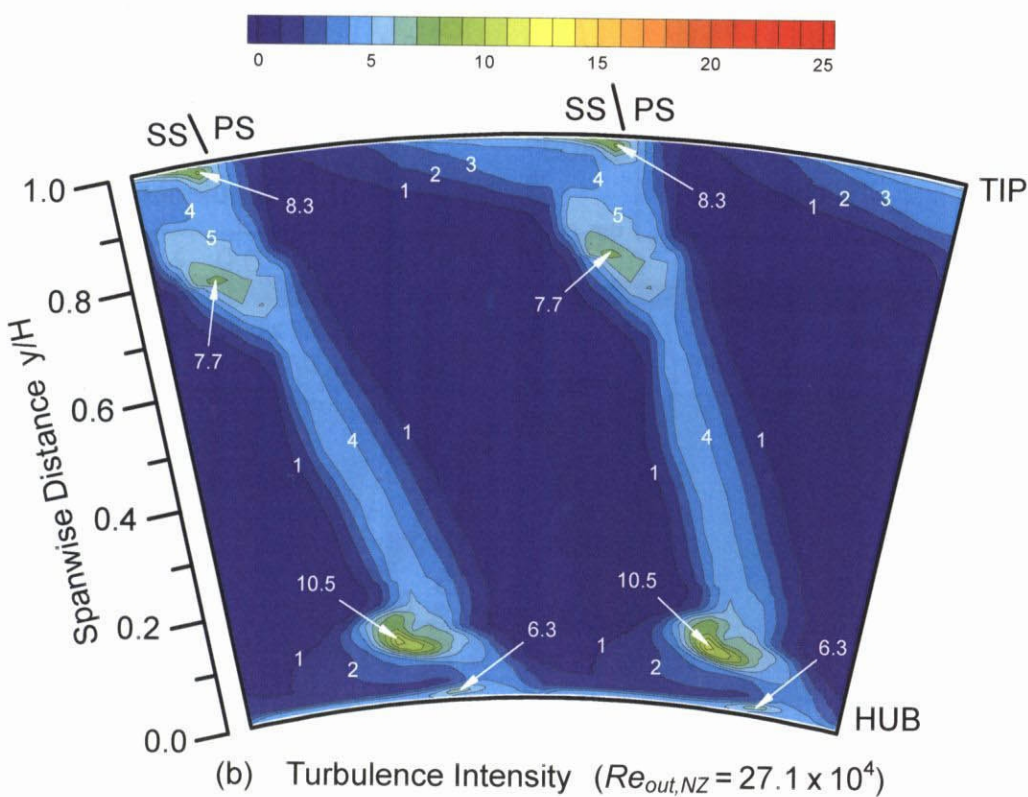 0 5 10 15 20 25
SS \ PS SS \ PS
1.0 TIP
8.3 8.3
1 2 3 4 1 2 3
4 5 5
7.7 7.7
0.8
0.6
4 1 4 1
1 1
0.4
10.5 10.5
0.2
6.3 6.3
1 2 1 2
0.0 HUB
Spanwise Distance y/H
(b) Turbulence Intensity (Re_out,NZ = 27.1 x 10⁴)